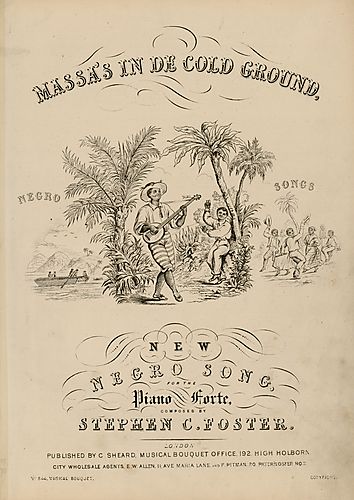 MASSA'S IN DE COLD GROUND,
NEGRO SONGS
NEW
NEGRO SONG,
FOR THE
Piano Forte,
COMPOSED BY
STEPHEN C. FOSTER.
LONDON
PUBLISHED BY C. SHEARD, MUSICAL BOUQUET OFFICE, 192, HIGH HOLBORN
CITY WHOLESALE AGENTS, E.W. ALLEN, 11, AVE MARIA LANE, AND F. PITMAN, 20, PATERNOSTER ROW
MUSICAL BOUQUET.
COPYRIGHT.